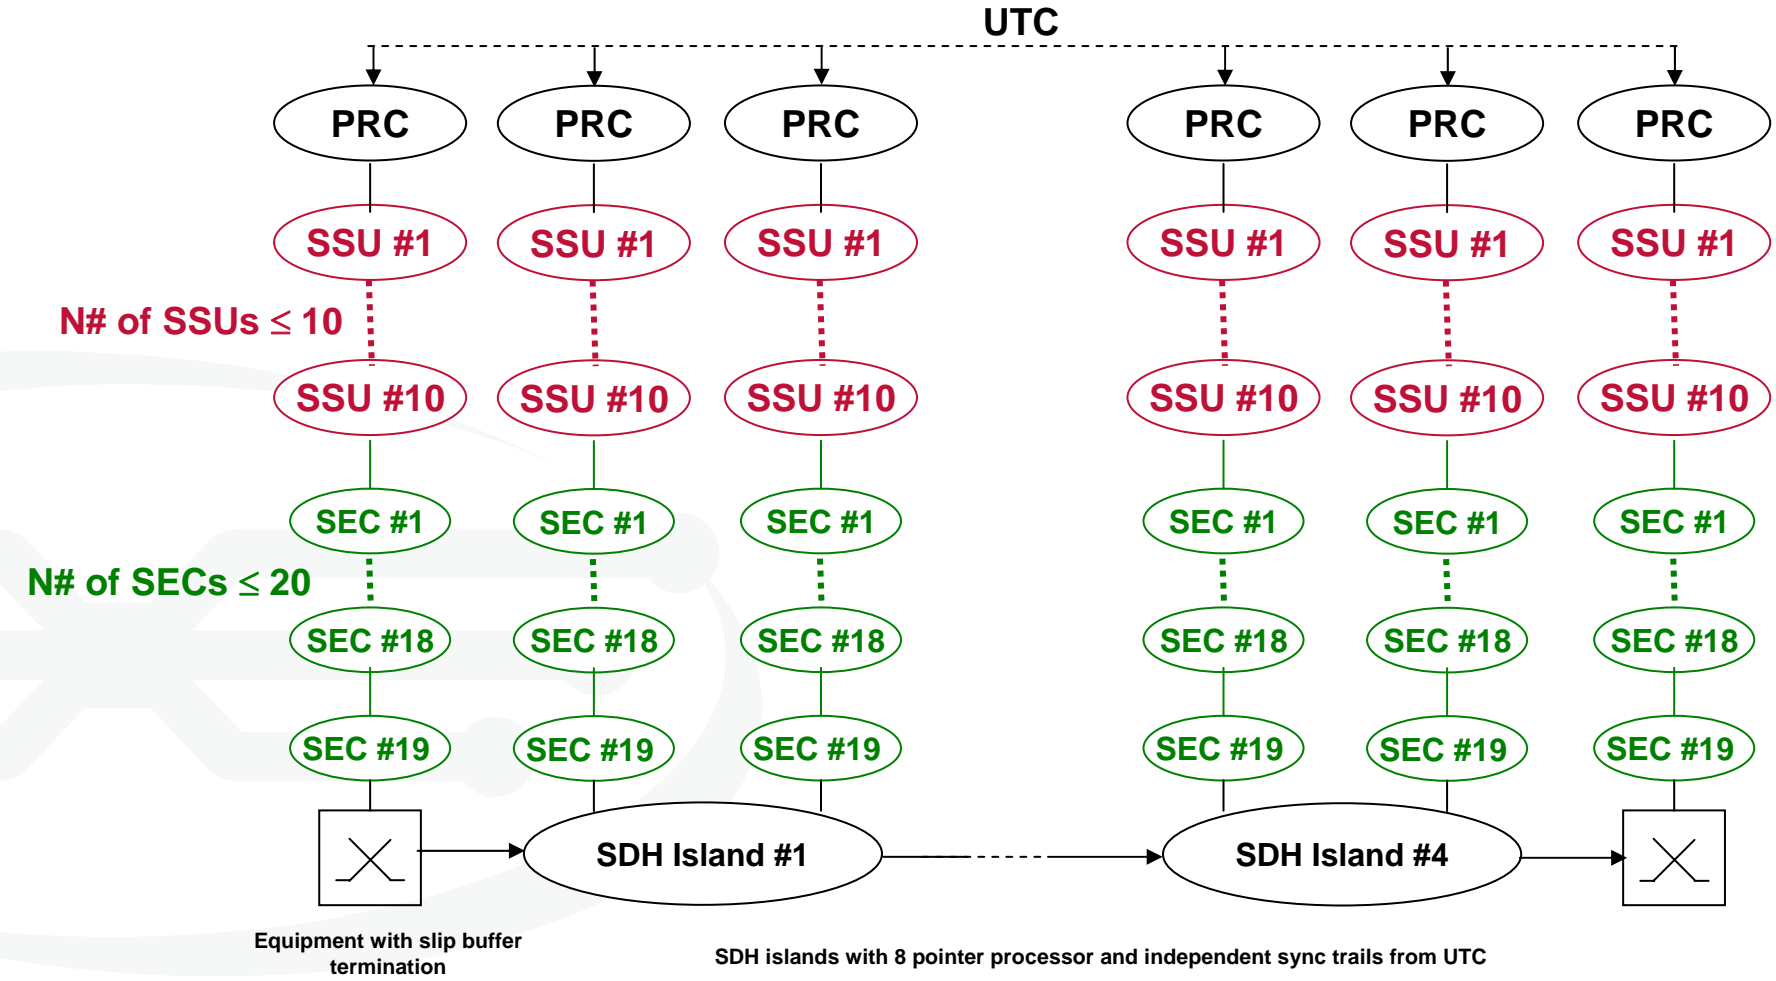 UTC
PRC PRC PRC PRC PRC PRC
SSU #1 SSU #1 SSU #1 SSU #1 SSU #1 SSU #1
N# of SSUs ≤ 10
SSU #10 SSU #10 SSU #10 SSU #10 SSU #10 SSU #10
SEC #1 SEC #1 SEC #1 SEC #1 SEC #1 SEC #1
N# of SECs ≤ 20
SEC #18 SEC #18 SEC #18 SEC #18 SEC #18 SEC #18
SEC #19 SEC #19 SEC #19 SEC #19 SEC #19 SEC #19
SDH Island #1 SDH Island #4
Equipment with slip buffer
termination
SDH islands with 8 pointer processor and independent sync trails from UTC